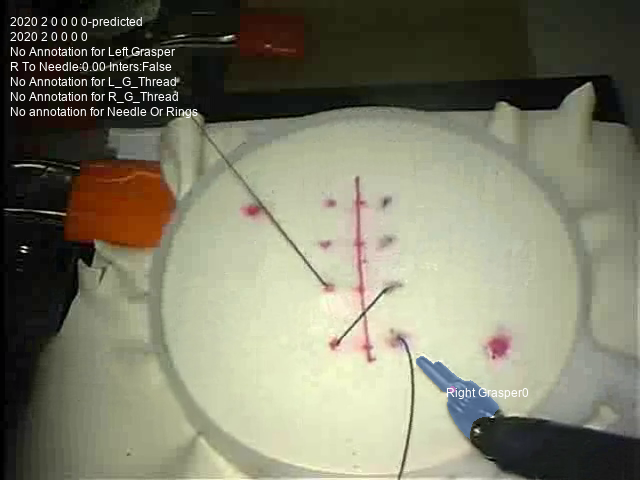 2020 2 0 0 0 0-predicted
2020 2 0 0 0 0
No Annotation for Left Grasper
R To Needle:0.00 Inters:False
No Annotation for L_G_Thread
No Annotation for R_G_Thread
No annotation for Needle Or Rings
Right Grasper0